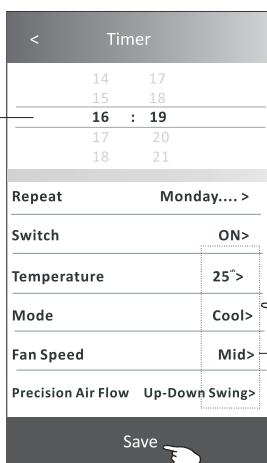 < Timer
14 17
15 18
16 : 19
17 20
18 21
Repeat Monday.... >
Switch ON>
Temperature 25 >
Mode Cool>
Fan Speed Mid>
Precision Air Flow Up-Down Swing>
Save